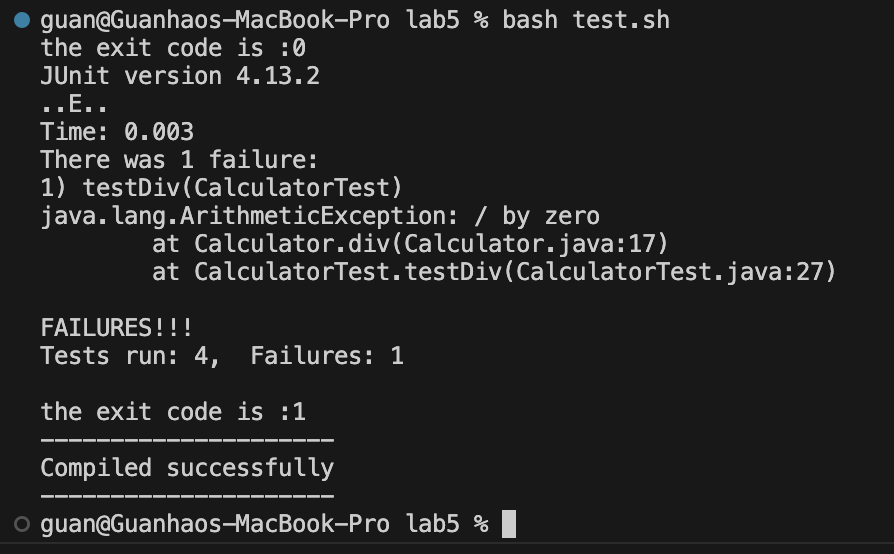 guan@Guanhaos-MacBook-Pro lab5 % bash test.sh
the exit code is :0
JUnit version 4.13.2
..E..
Time: 0.003
There was 1 failure:
1) testDiv(CalculatorTest)
java.lang.ArithmeticException: / by zero
        at Calculator.div(Calculator.java:17)
        at CalculatorTest.testDiv(CalculatorTest.java:27)

FAILURES!!!
Tests run: 4,  Failures: 1

the exit code is :1
---------------------
Compiled successfully
---------------------
guan@Guanhaos-MacBook-Pro lab5 %